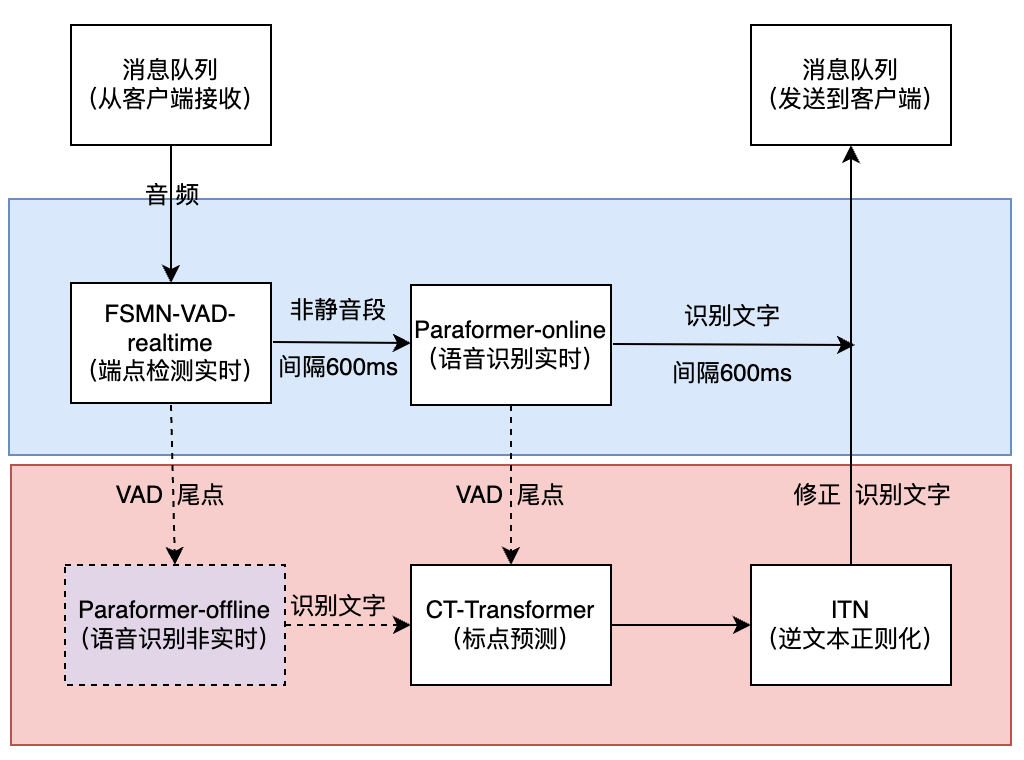 消息队列
（从客户端接收）
消息队列
（发送到客户端）
音 频
FSMN-VAD-
realtime
（端点检测实时）
非静音段
间隔600ms
Paraformer-online
（语音识别实时）
识别文字
间隔600ms
VAD 尾点
VAD 尾点
修正 识别文字
Paraformer-offline
（语音识别非实时）
识别文字
CT-Transformer
（标点预测）
ITN
（逆文本正则化）